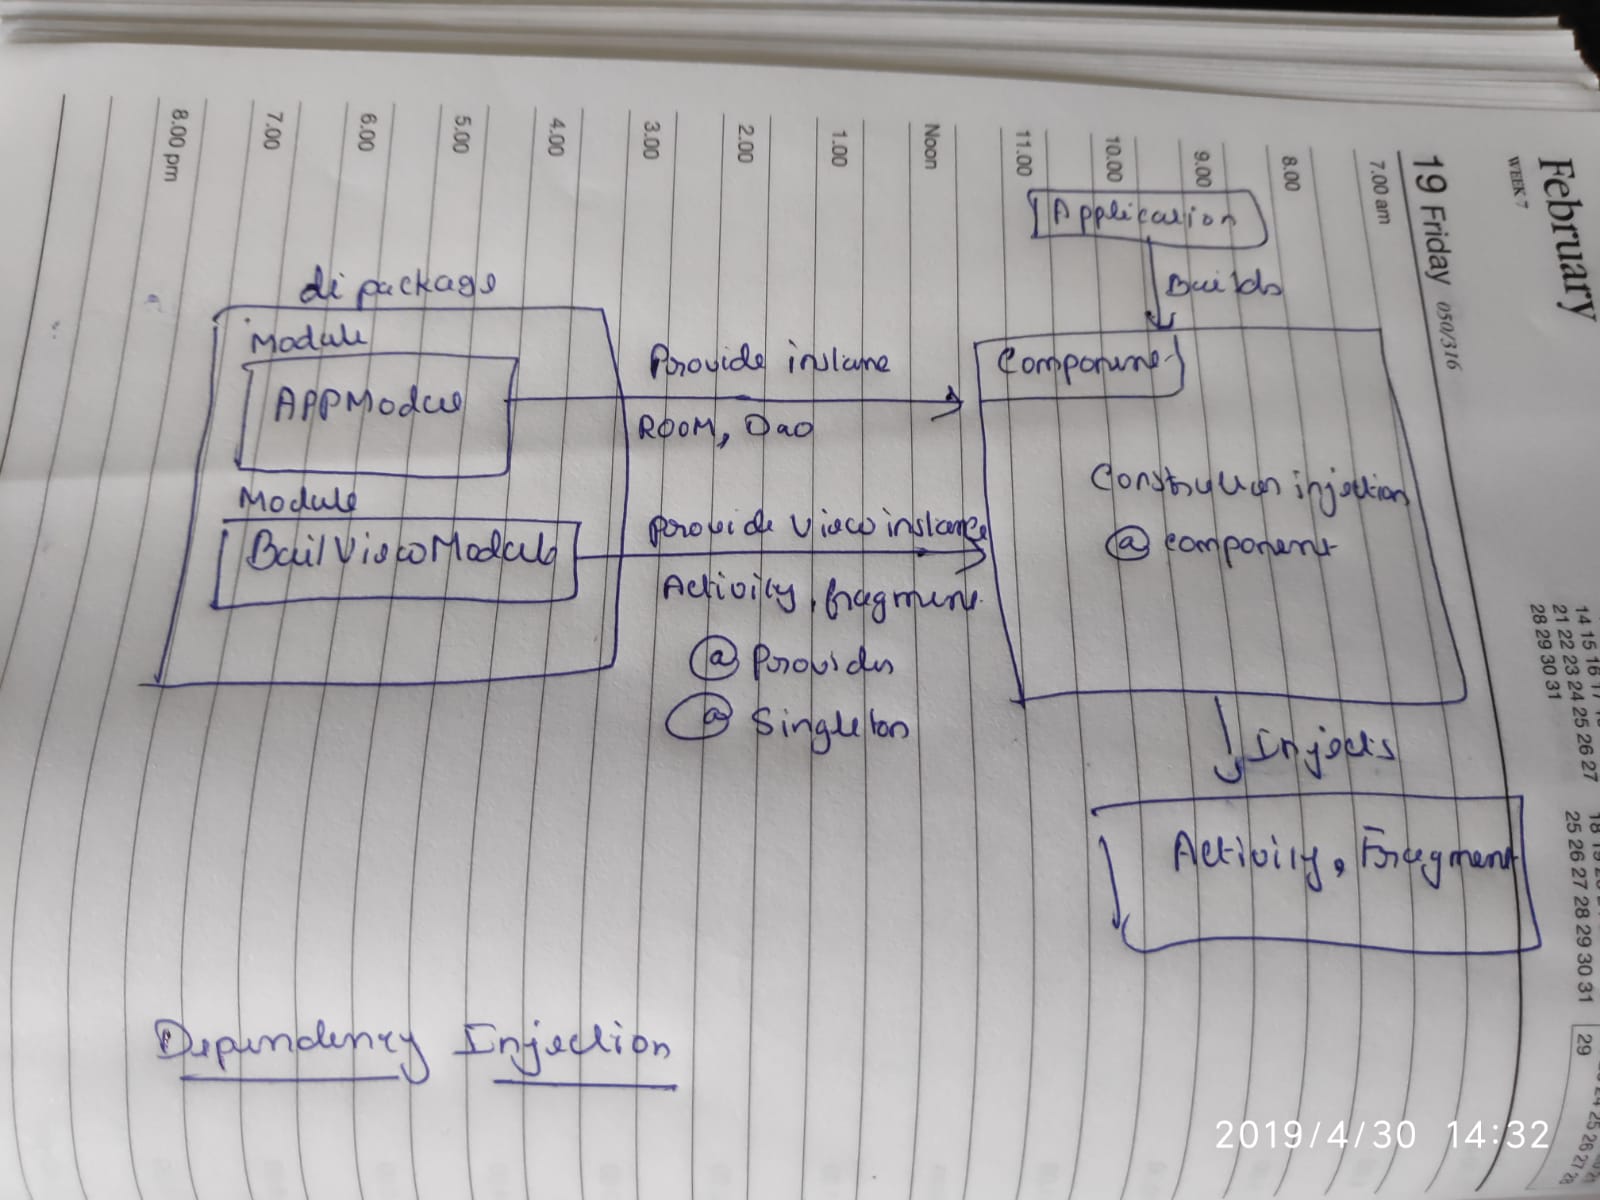 February
WEEK 7
19 Friday 050/316
7.00 am
8.00
9.00
10.00
11.00
Noon
1.00
2.00
3.00
4.00
5.00
6.00
7.00
8.00 pm
Application
Builds
di package
Module
APPModule
Module
BailViewModule
Provide instane
ROOM, Dao
Provide View instance
Activity, fragment
@ Provides
@ Singleton
Component
Construcion injection
@ component
Injects
Activity, Fragment
Dependency Injection
14 15 16 17
21 22 23 24 25 26 27
28 29 30 31
25 26 27 28 29 30 31
29
2019/4/30 14:32